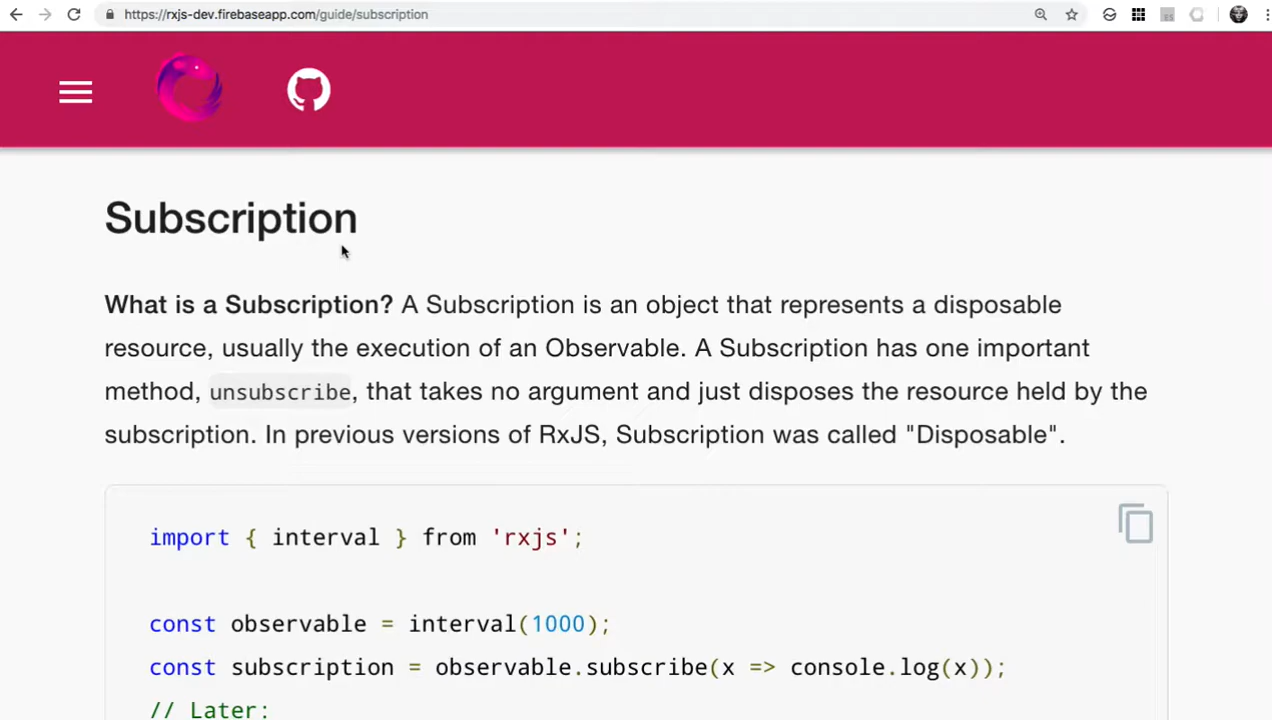 https://rxjs-dev.firebaseapp.com/guide/subscription
Subscription
What is a Subscription? A Subscription is an object that represents a disposable
resource, usually the execution of an Observable. A Subscription has one important
method, unsubscribe, that takes no argument and just disposes the resource held by the
subscription. In previous versions of RxJS, Subscription was called "Disposable".
import { interval } from 'rxjs';
const observable = interval(1000);
const subscription = observable.subscribe(x => console.log(x));
// Later: